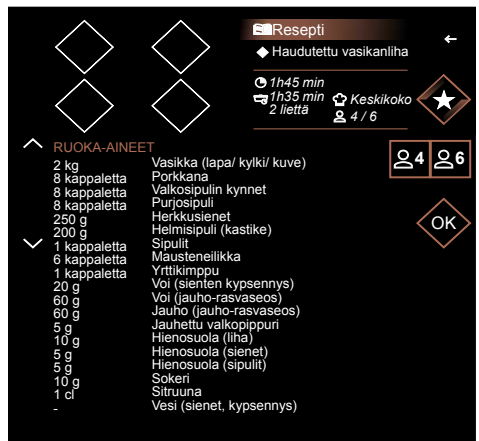 Resepti
Haudutettu vasikanliha
1h45 min
1h35 min Keskikoko
2 liettä 4 / 6
RUOKA-AINEET
4 6
2 kg Vasikka (lapa/ kylki/ kuve)
8 kappaletta Porkkana
8 kappaletta Valkosipulin kynnet
8 kappaletta Purjosipuli
250 g Herkkusienet
200 g Helmisipuli (kastike)
OK
1 kappaletta Sipulit
6 kappaletta Mausteneilikka
1 kappaletta Yrttikimppu
20 g Voi (sienten kypsennys)
60 g Voi (jauho-rasvaseos)
60 g Jauho (jauho-rasvaseos)
5 g Jauhettu valkopippuri
10 g Hienosuola (liha)
5 g Hienosuola (sienet)
5 g Hienosuola (sipulit)
10 g Sokeri
1 cl Sitruuna
- Vesi (sienet, kypsennys)